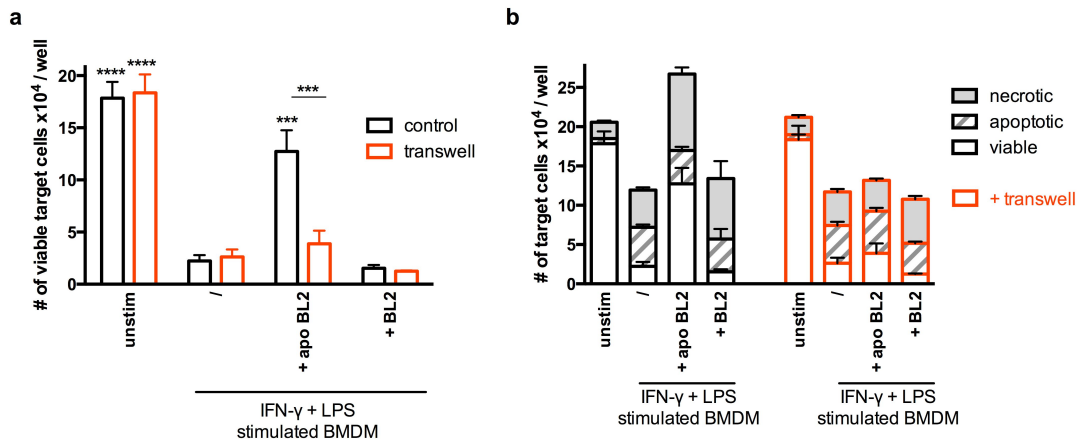 a
# of viable target cells x10⁴ / well
20
15
10
5
0
**** ****
***
***
control
transwell
unstim
/
+ apo BL2
+ BL2
IFN-γ + LPS
stimulated BMDM
b
# of target cells x10⁴ / well
25
20
15
10
5
0
necrotic
apoptotic
viable
+ transwell
unstim
/
+ apo BL2
+ BL2
unstim
/
+ apo BL2
+ BL2
IFN-γ + LPS
stimulated BMDM
IFN-γ + LPS
stimulated BMDM